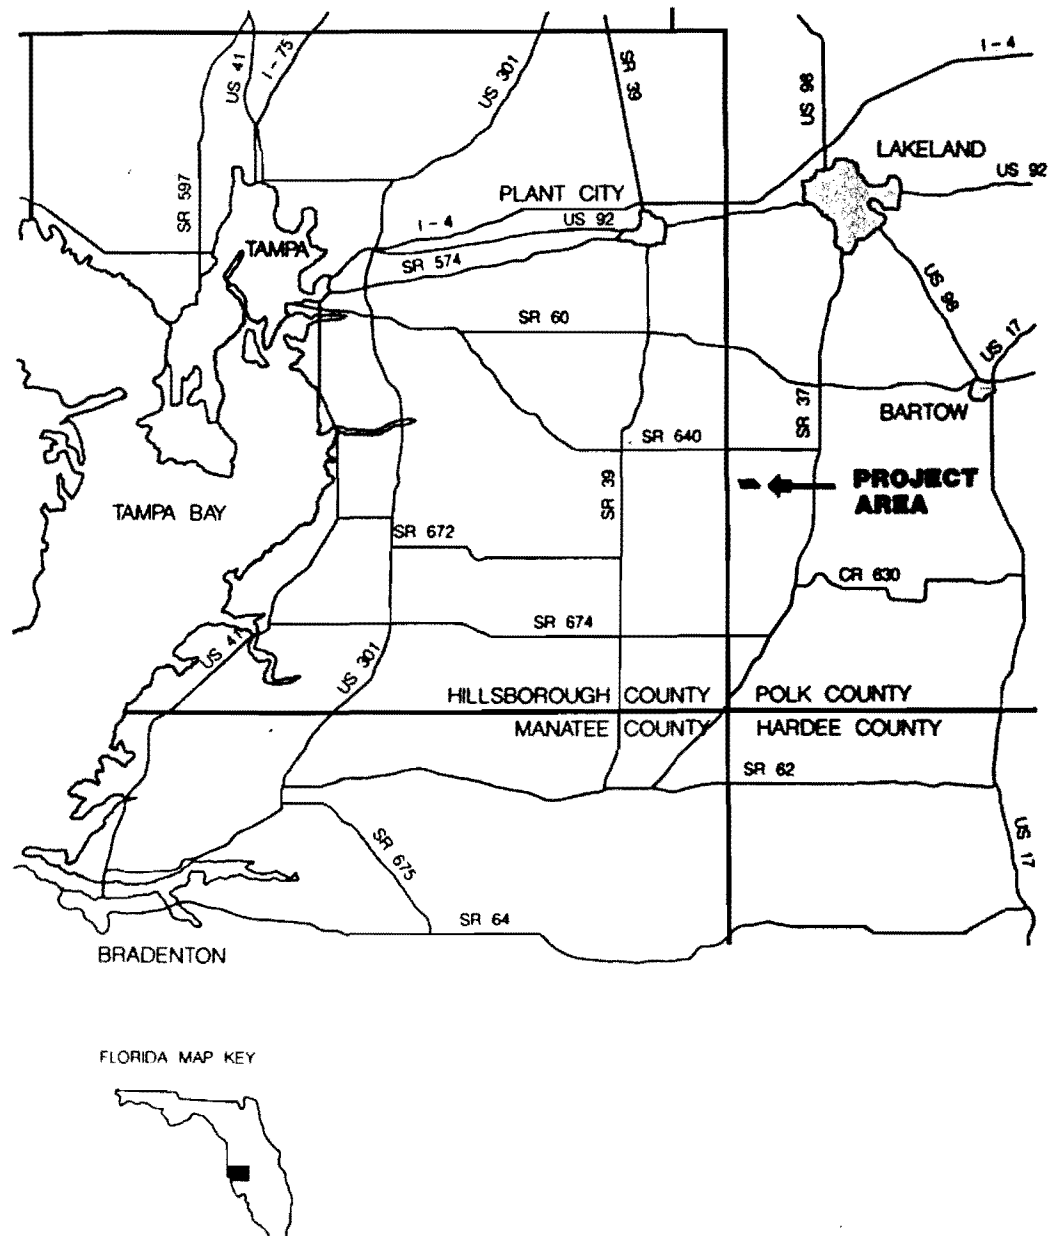 US 41
I - 75
US 301
SR 39
US 98
I - 4
LAKELAND
US 92
SR 597
PLANT CITY
I - 4
US 92
TAMPA
SR 574
US 98
SR 60
US 17
SR 37
BARTOW
SR 640
PROJECT
AREA
SR 39
TAMPA BAY
SR 672
CR 630
SR 674
US 41
US 301
HILLSBOROUGH COUNTY
POLK COUNTY
MANATEE COUNTY
HARDEE COUNTY
SR 62
US 17
SR 675
SR 64
BRADENTON
FLORIDA MAP KEY